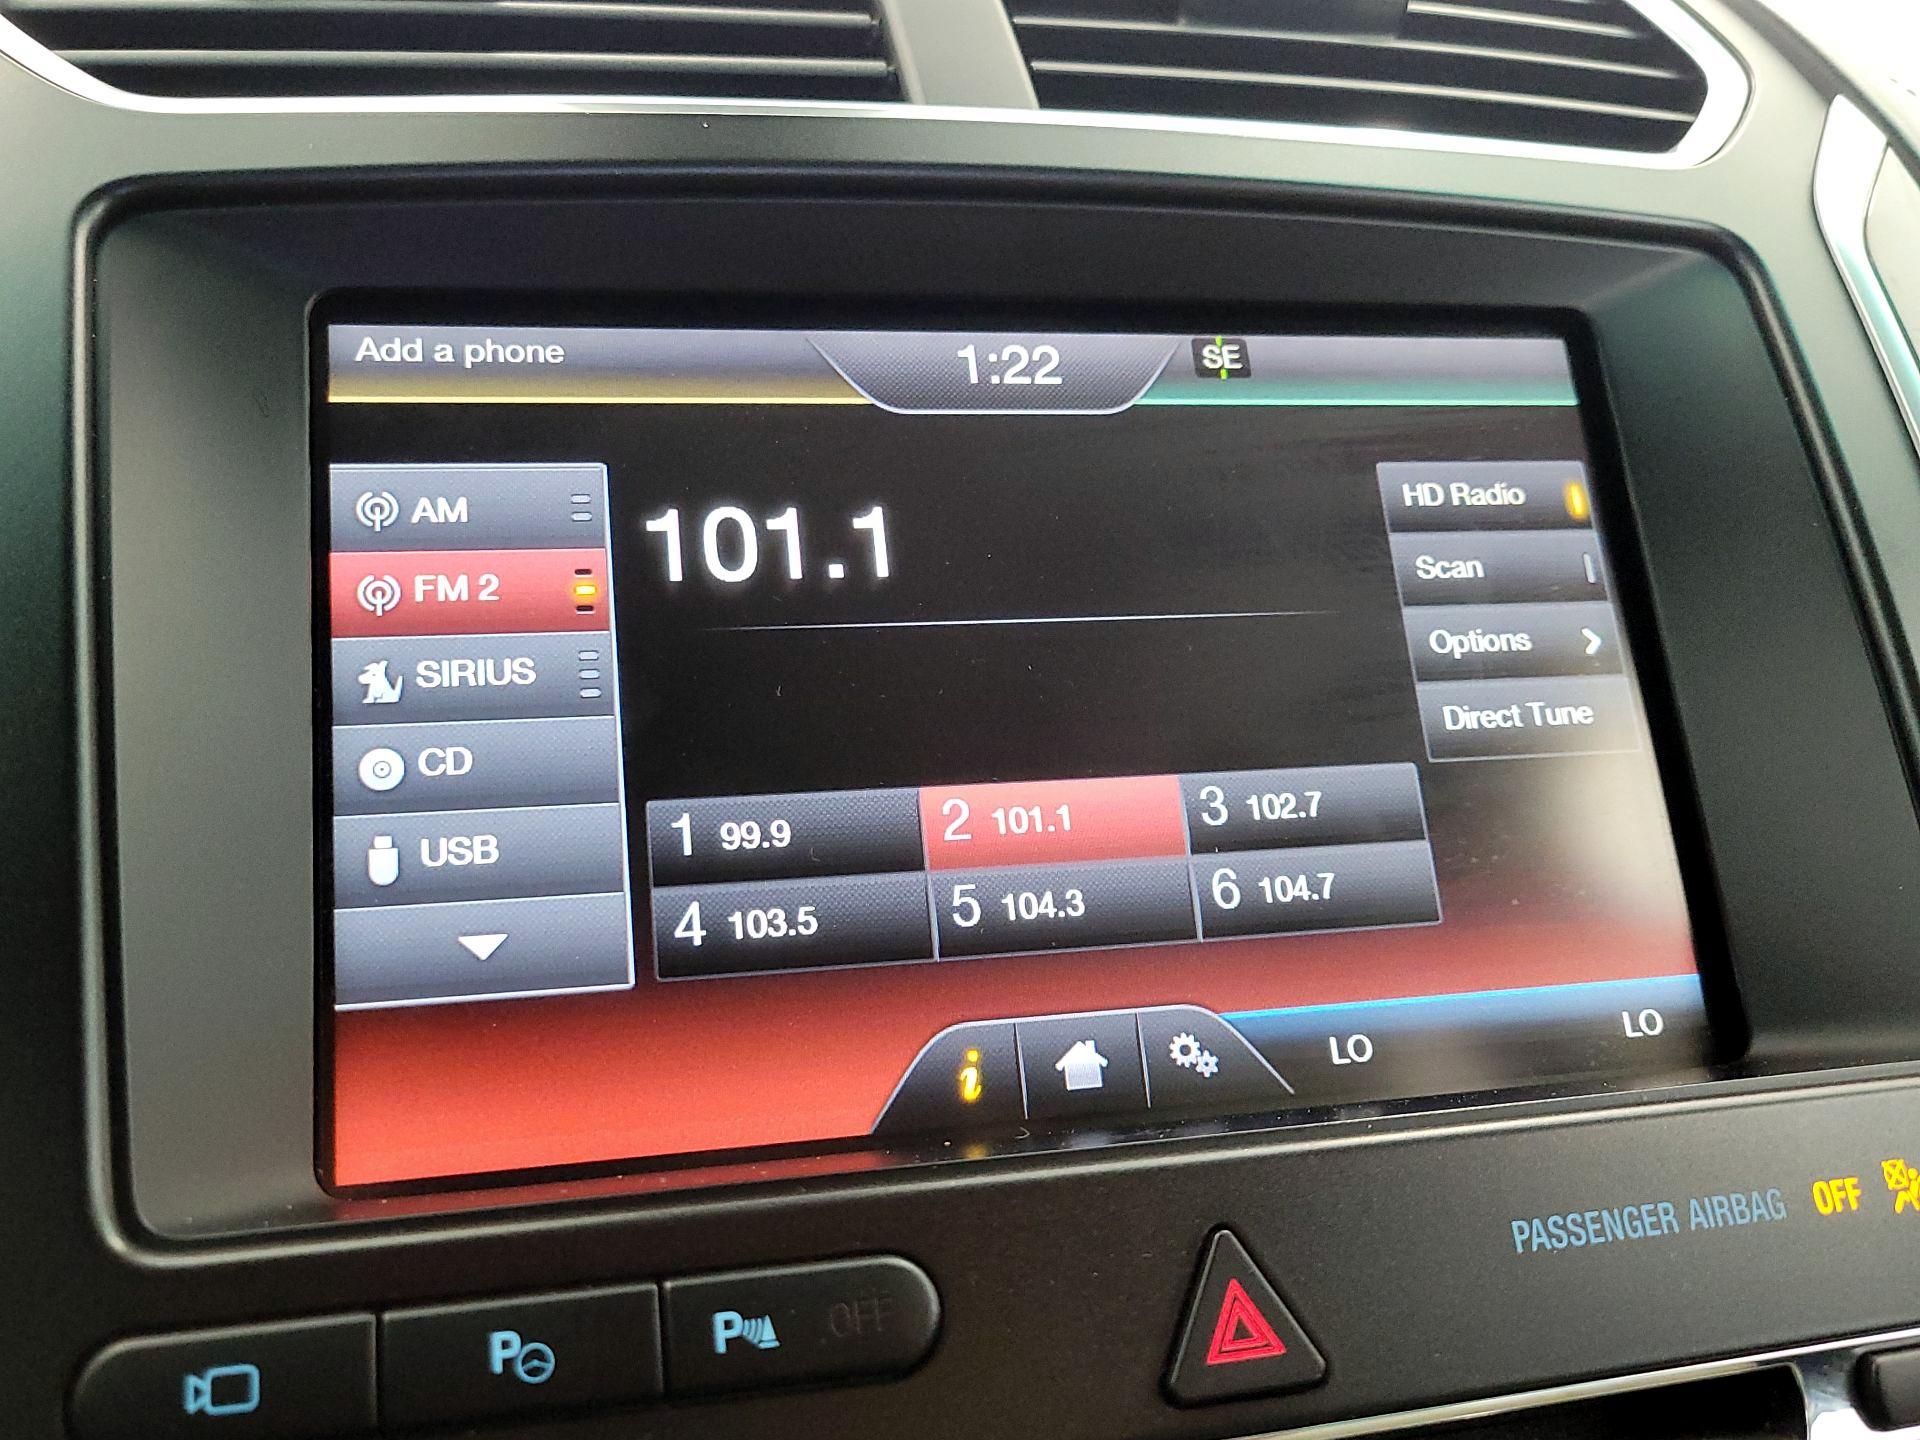 Add a phone
1:22
SE
AM
FM 2
SIRIUS
CD
USB
101.1
HD Radio
Scan
Options
Direct Tune
1 99.9
2 101.1
3 102.7
4 103.5
5 104.3
6 104.7
i
LO
LO
PASSENGER AIRBAG OFF
P
P OFF